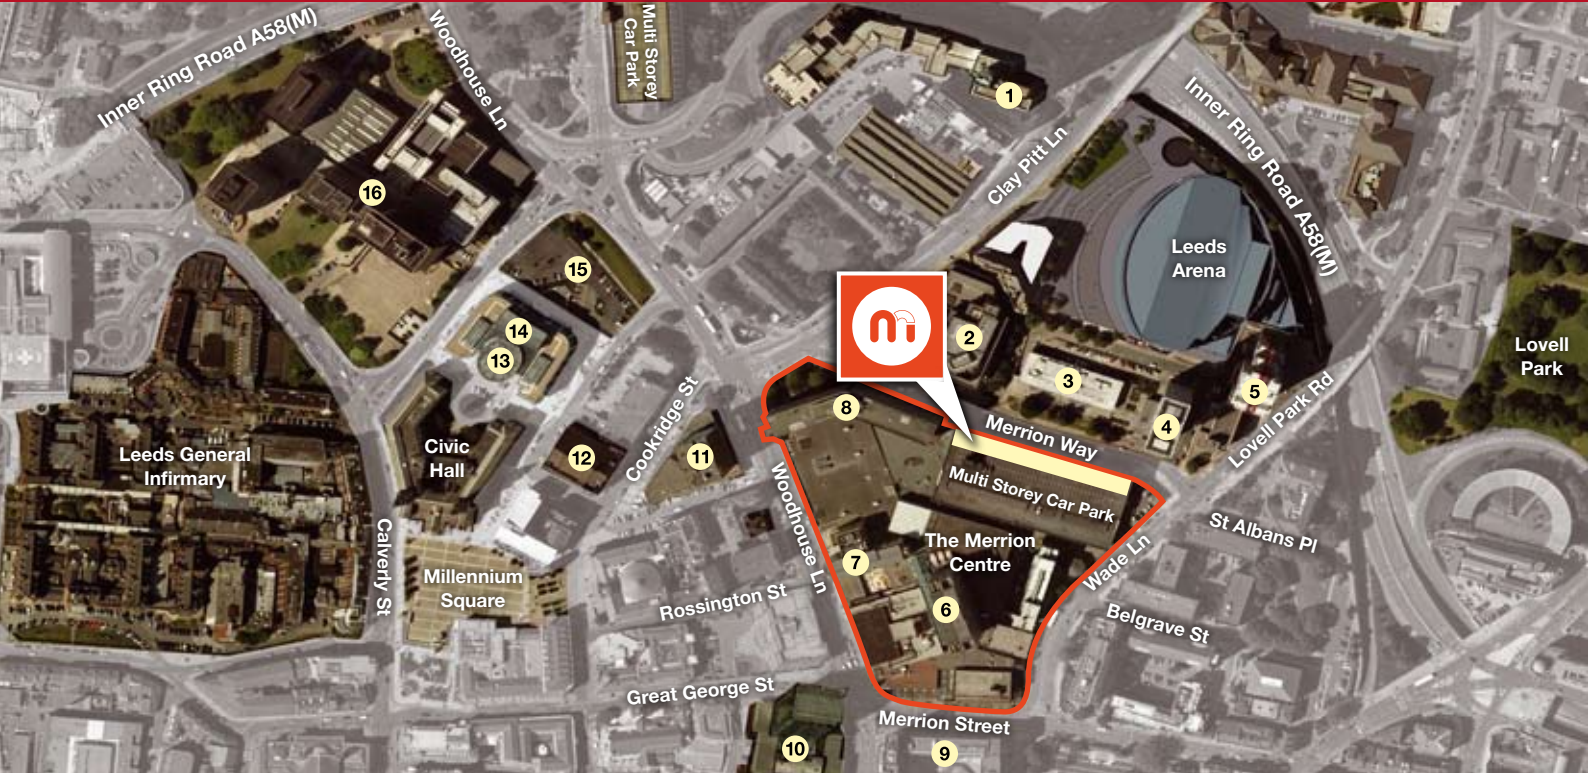 Inner Ring Road A58(M)
Woodhouse Ln
Multi Storey
Car Park
1
Clay Pitt Ln
Inner Ring Road A58(M)
16
15
Leeds
Arena
14
13
m
2
3
4
5
Lovell
Park
Lovell Park Rd
8
Merrion Way
Cookridge St
Civic
Hall
12
11
Leeds General
Infirmary
Multi Storey Car Park
Woodhouse Ln
The Merrion
Centre
St Albans Pl
Wade Ln
Calverly St
Millennium
Square
7
6
Rossington St
Belgrave St
Great George St
Merrion Street
10
9